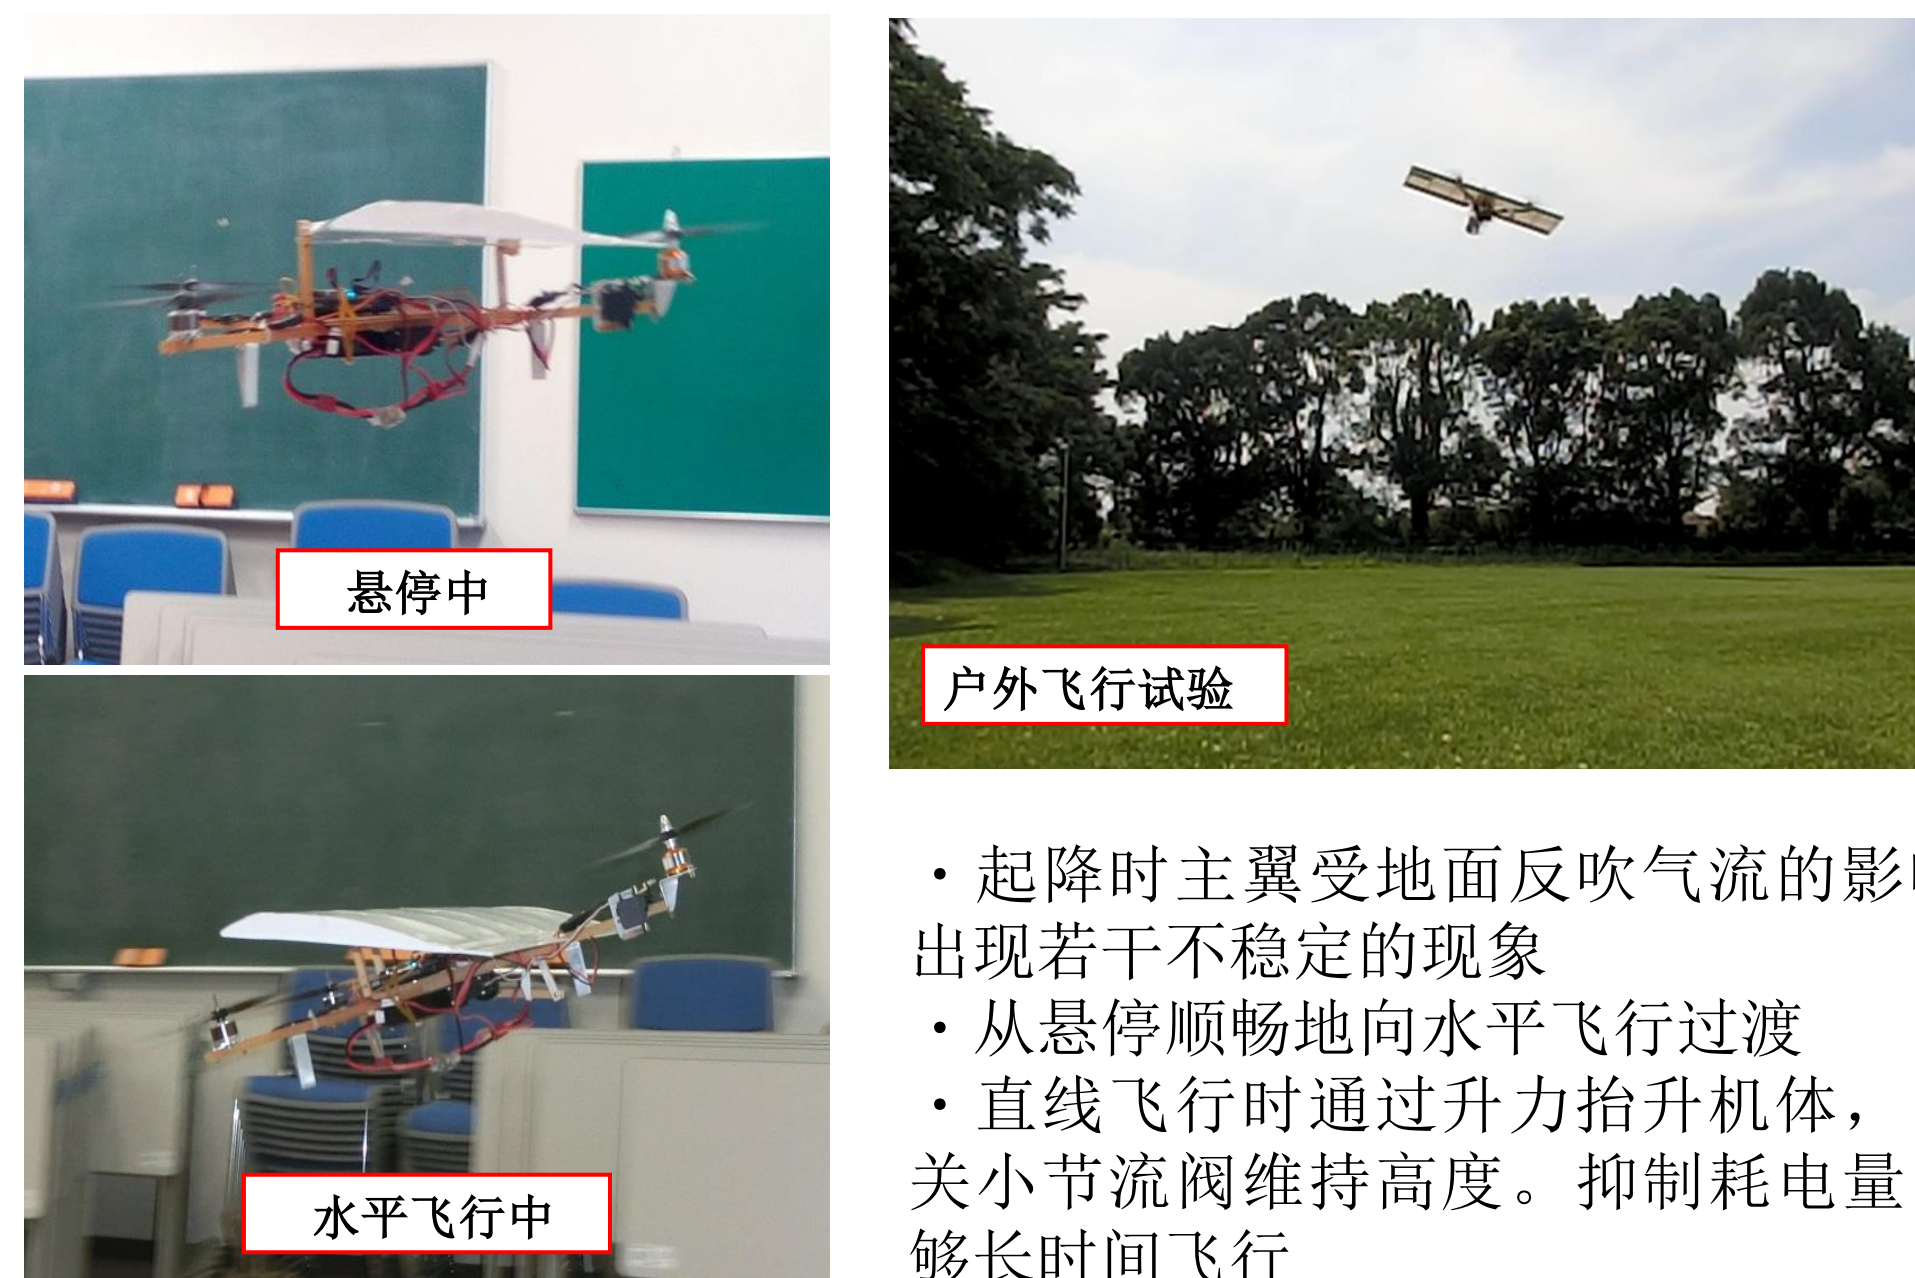 悬停中
户外飞行试验
水平飞行中
・起降时主翼受地面反吹气流的影
出现若干不稳定的现象
・从悬停顺畅地向水平飞行过渡
・直线飞行时通过升力抬升机体，
关小节流阀维持高度。抑制耗电量
够长时间飞行